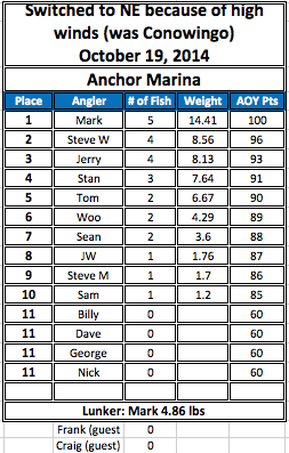 Switched to NE because of high
winds (was Conowingo)
October 19, 2014
Anchor Marina
Place Angler # of Fish Weight AOY Pts
1 Mark 5 14.41 100
2 Steve W 4 8.56 96
3 Jerry 4 8.13 93
4 Stan 3 7.64 91
5 Tom 2 6.67 90
6 Woo 2 4.29 89
7 Sean 2 3.6 88
8 JW 1 1.76 87
9 Steve M 1 1.7 86
10 Sam 1 1.2 85
11 Billy 0 60
11 Dave 0 60
11 George 0 60
11 Nick 0 60
Lunker: Mark 4.86 lbs
Frank (guest 0
Craig (guest) 0